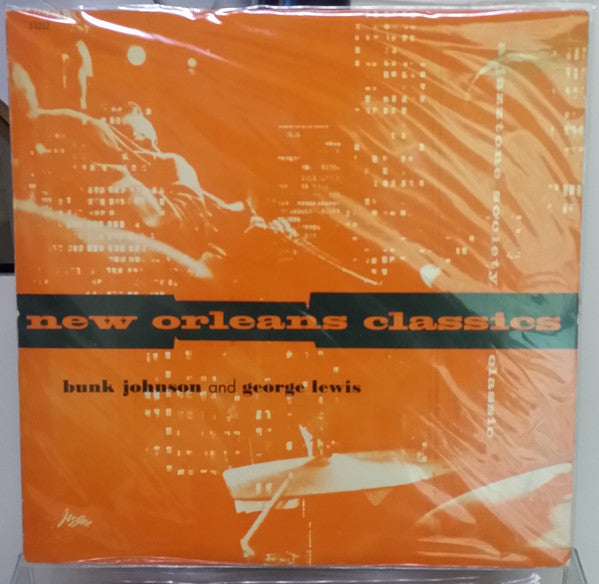 a jazztone society classic
new orleans classics
bunk johnson and george lewis